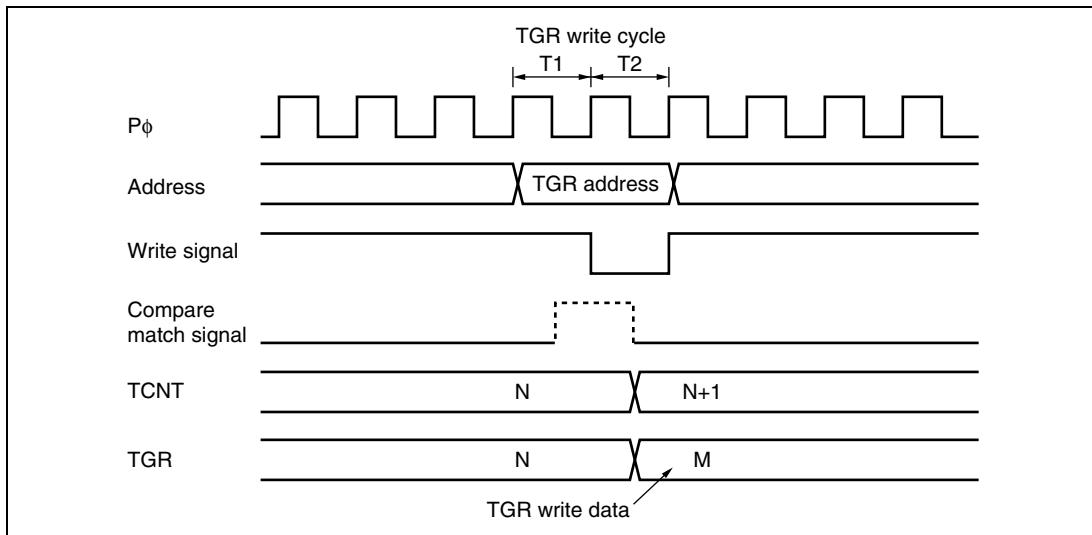 TGR write cycle
T1 T2
Pϕ
Address TGR address
Write signal
Compare
match signal
TCNT N N+1
TGR N M
TGR write data